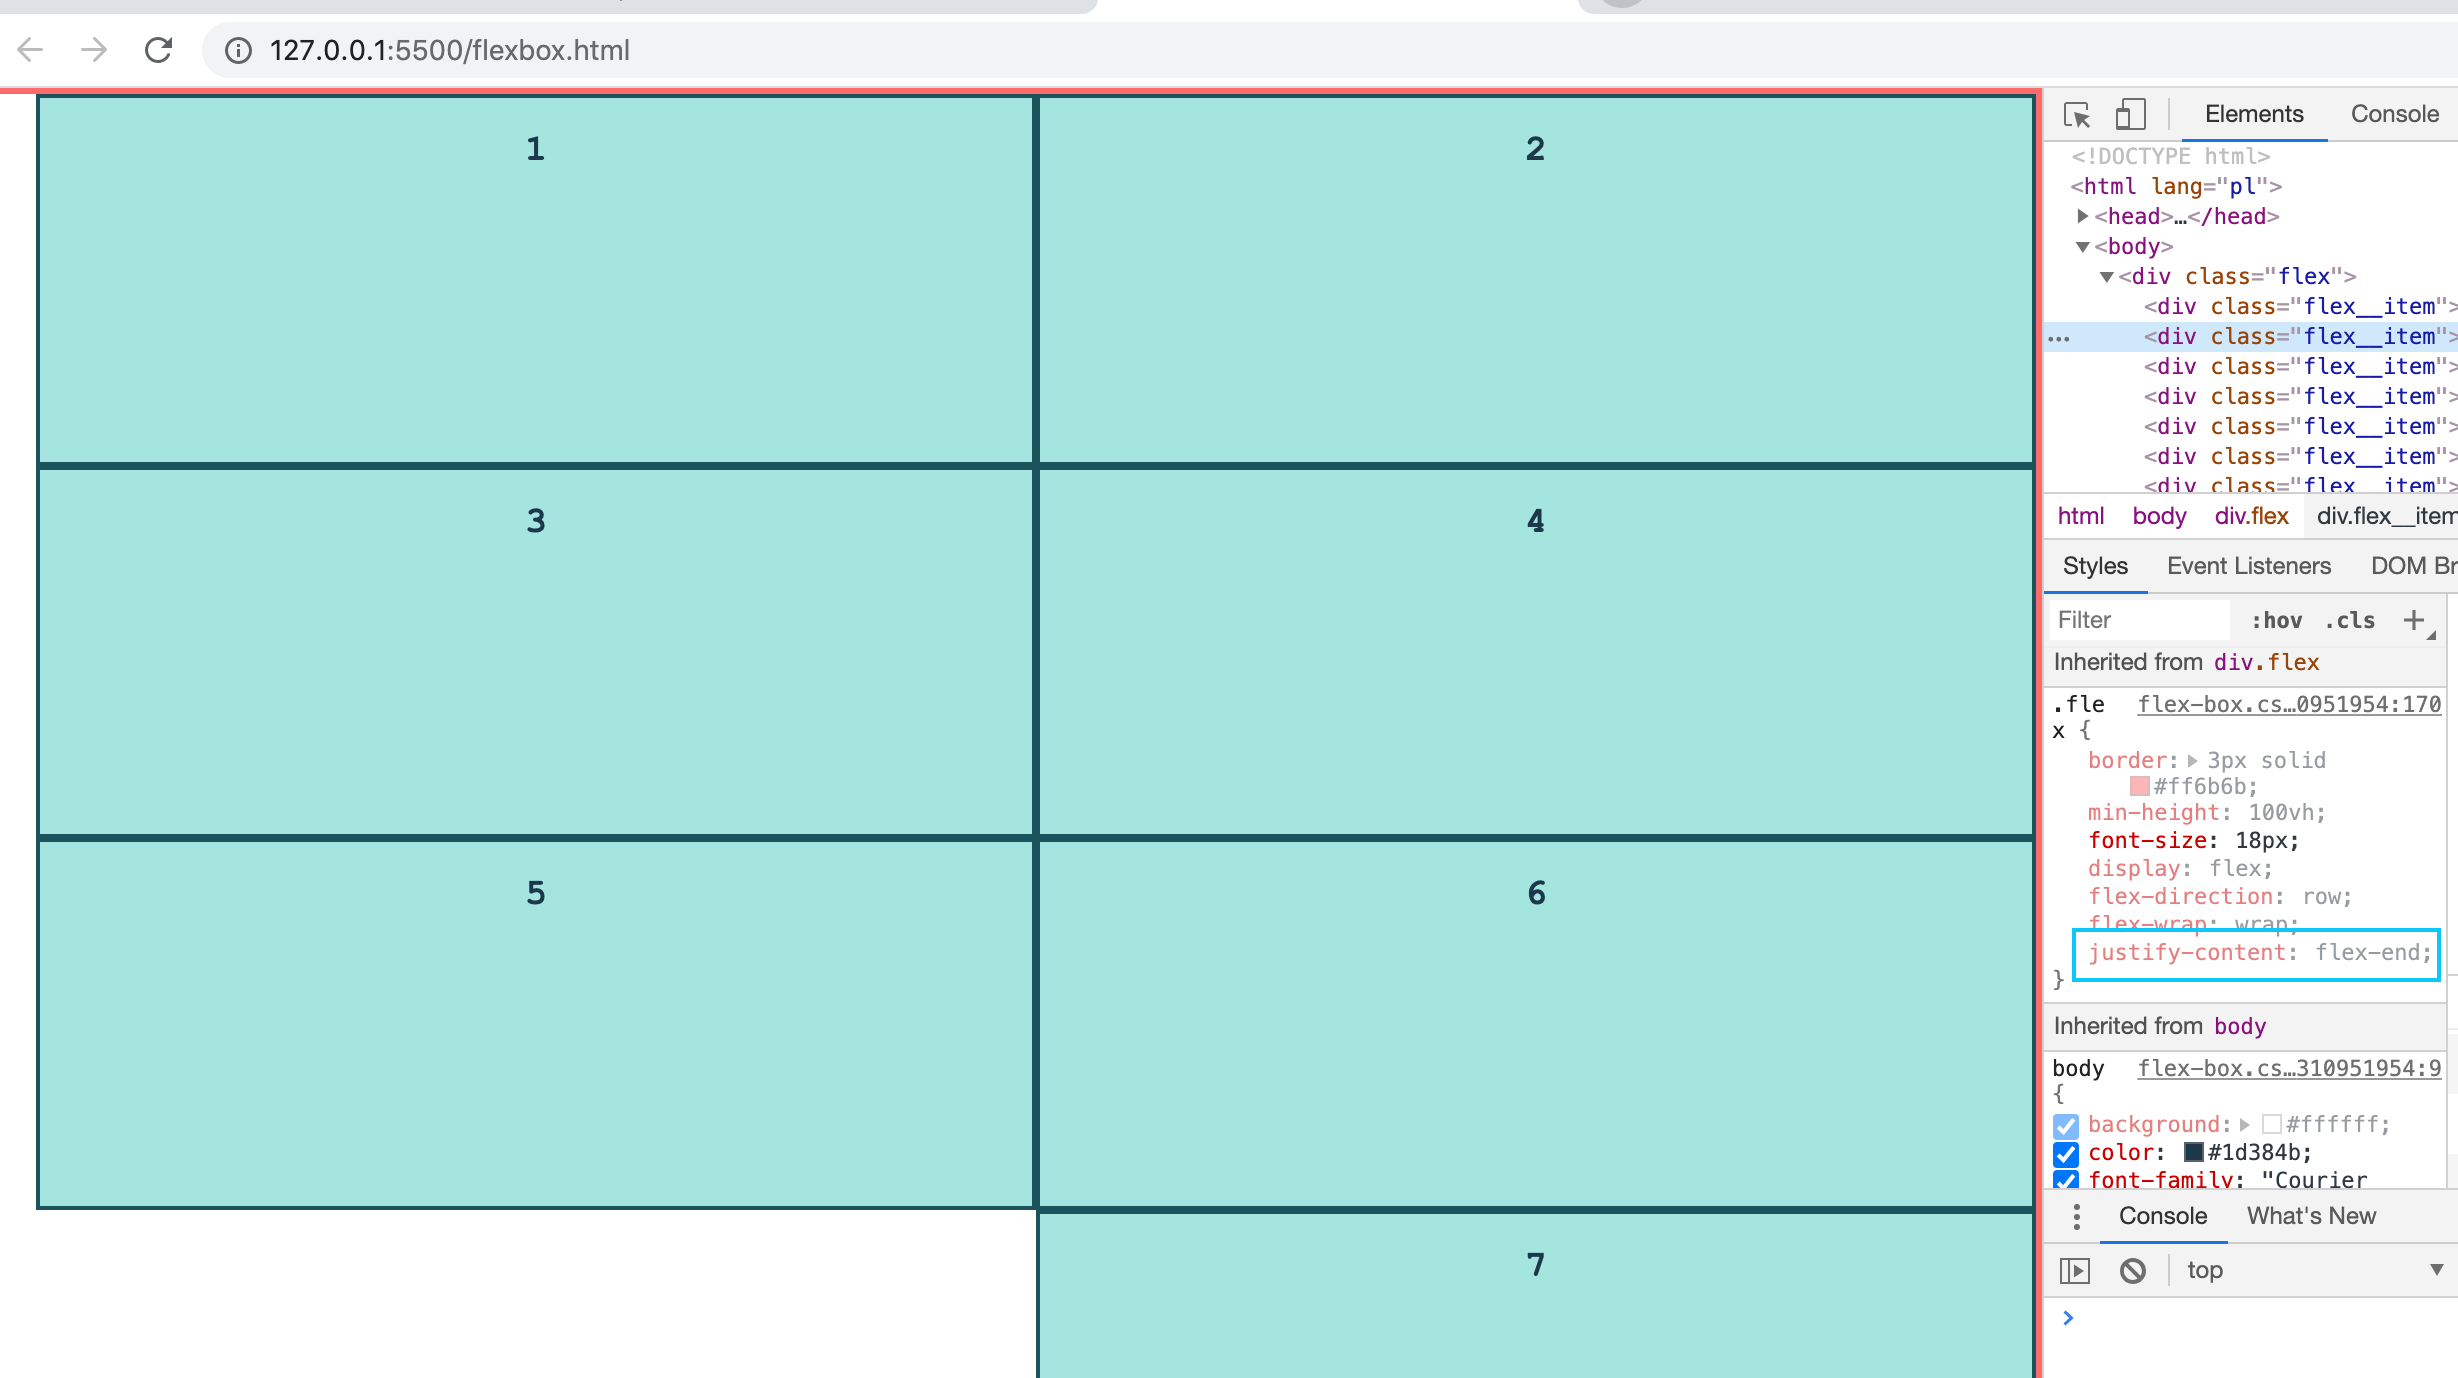 127.0.0.1:5500/flexbox.html
1
2
3
4
5
6
7
Elements Console
<!DOCTYPE html>
<html lang="pl">
<head>…</head>
<body>
<div class="flex">
<div class="flex__item">
<div class="flex__item">
<div class="flex__item">
<div class="flex__item">
<div class="flex__item">
<div class="flex__item">
<div class="flex__item">
html body div.flex div.flex__item
Styles Event Listeners DOM Br
Filter :hov .cls +
Inherited from div.flex
.fle flex-box.cs…0951954:170
x {
border: 3px solid
#ff6b6b;
min-height: 100vh;
font-size: 18px;
display: flex;
flex-direction: row;
flex-wrap: wrap;
justify-content: flex-end;
}
Inherited from body
body flex-box.cs…310951954:9
{
background: #ffffff;
color: #1d384b;
font-family: "Courier
Console What's New
top